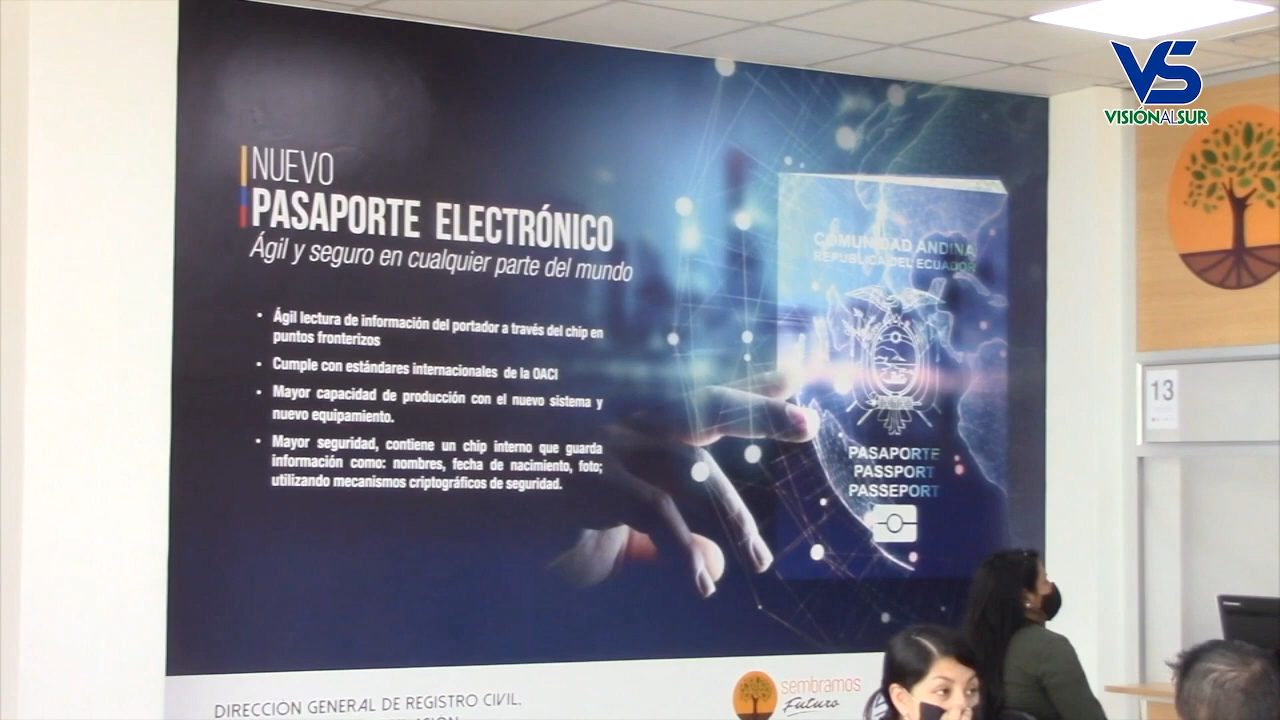 VS
VISIÓNALSUR
NUEVO
PASAPORTE ELECTRÓNICO
Ágil y seguro en cualquier parte del mundo
• Ágil lectura de información del portador a través del chip en
puntos fronterizos
• Cumple con estándares internacionales de la OACI
• Mayor capacidad de producción con el nuevo sistema y
nuevo equipamiento.
• Mayor seguridad, contiene un chip interno que guarda
información como: nombres, fecha de nacimiento, foto;
utilizando mecanismos criptográficos de seguridad.
COMUNIDAD ANDINA
REPÚBLICA DEL ECUADOR
PASAPORTE
PASSPORT
PASSEPORT
13
DIRECCIÓN GENERAL DE REGISTRO CIVIL,
sembramos
Futuro